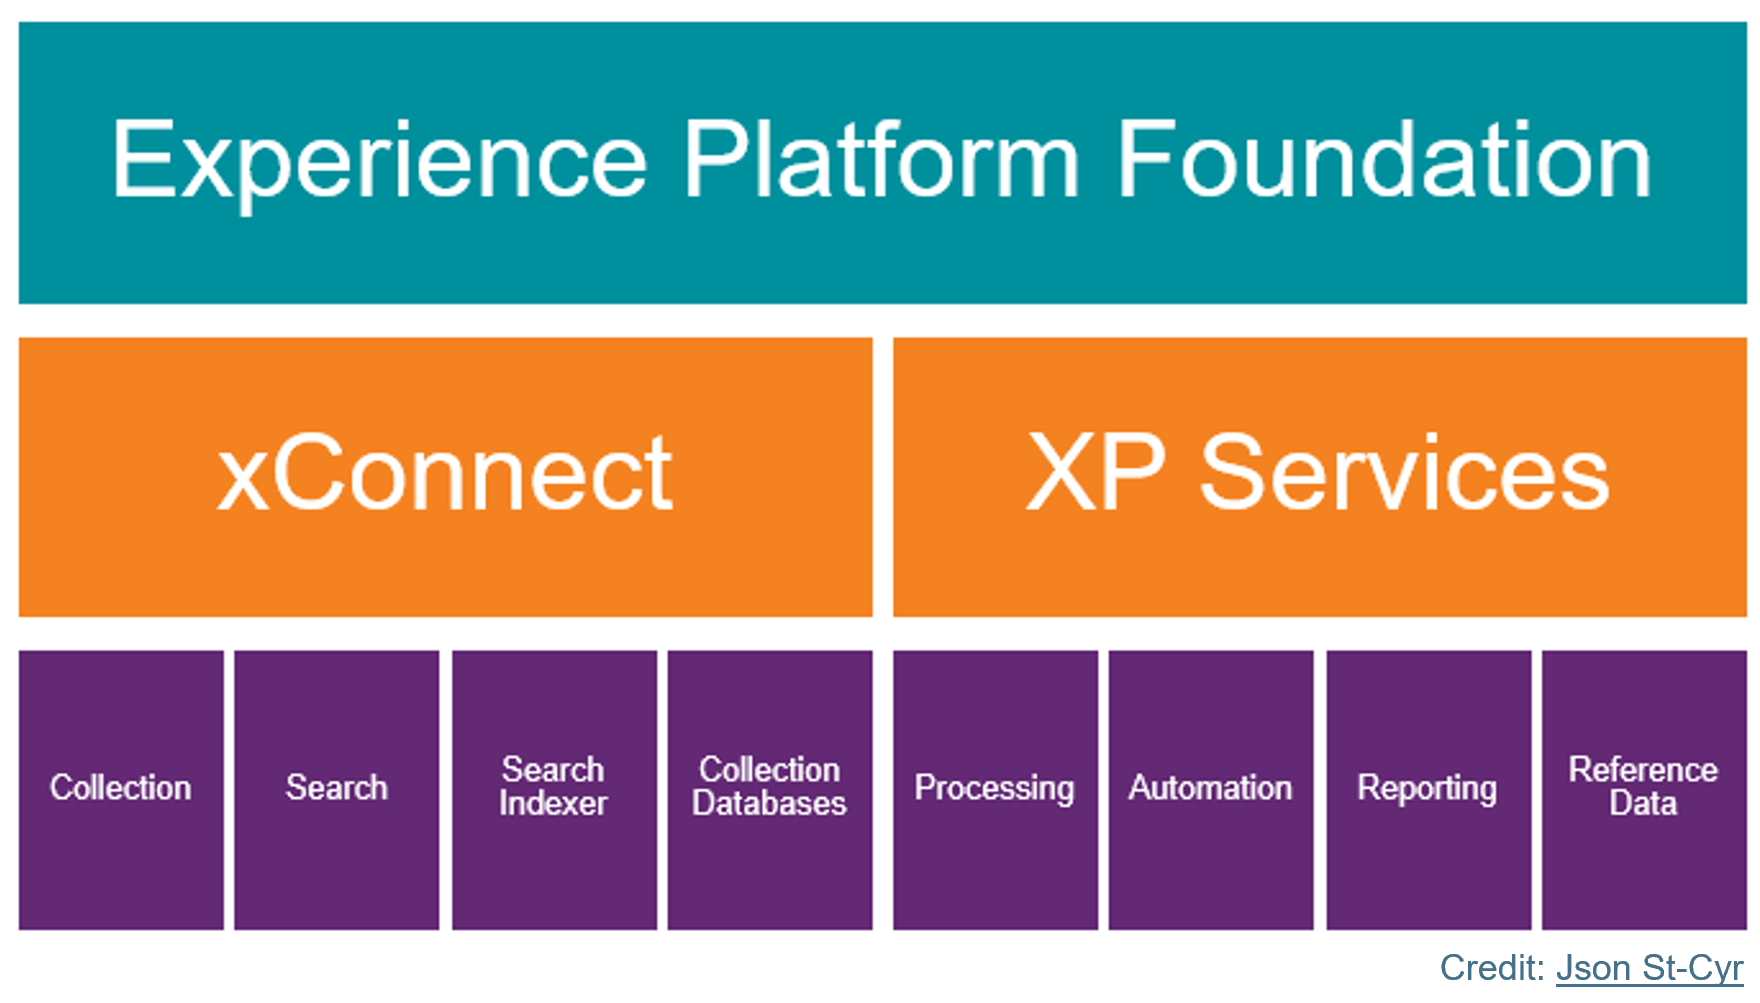 Experience Platform Foundation
xConnect
XP Services
Collection
Search
Search
Indexer
Collection
Databases
Processing
Automation
Reporting
Reference
Data
Credit: Json St-Cyr